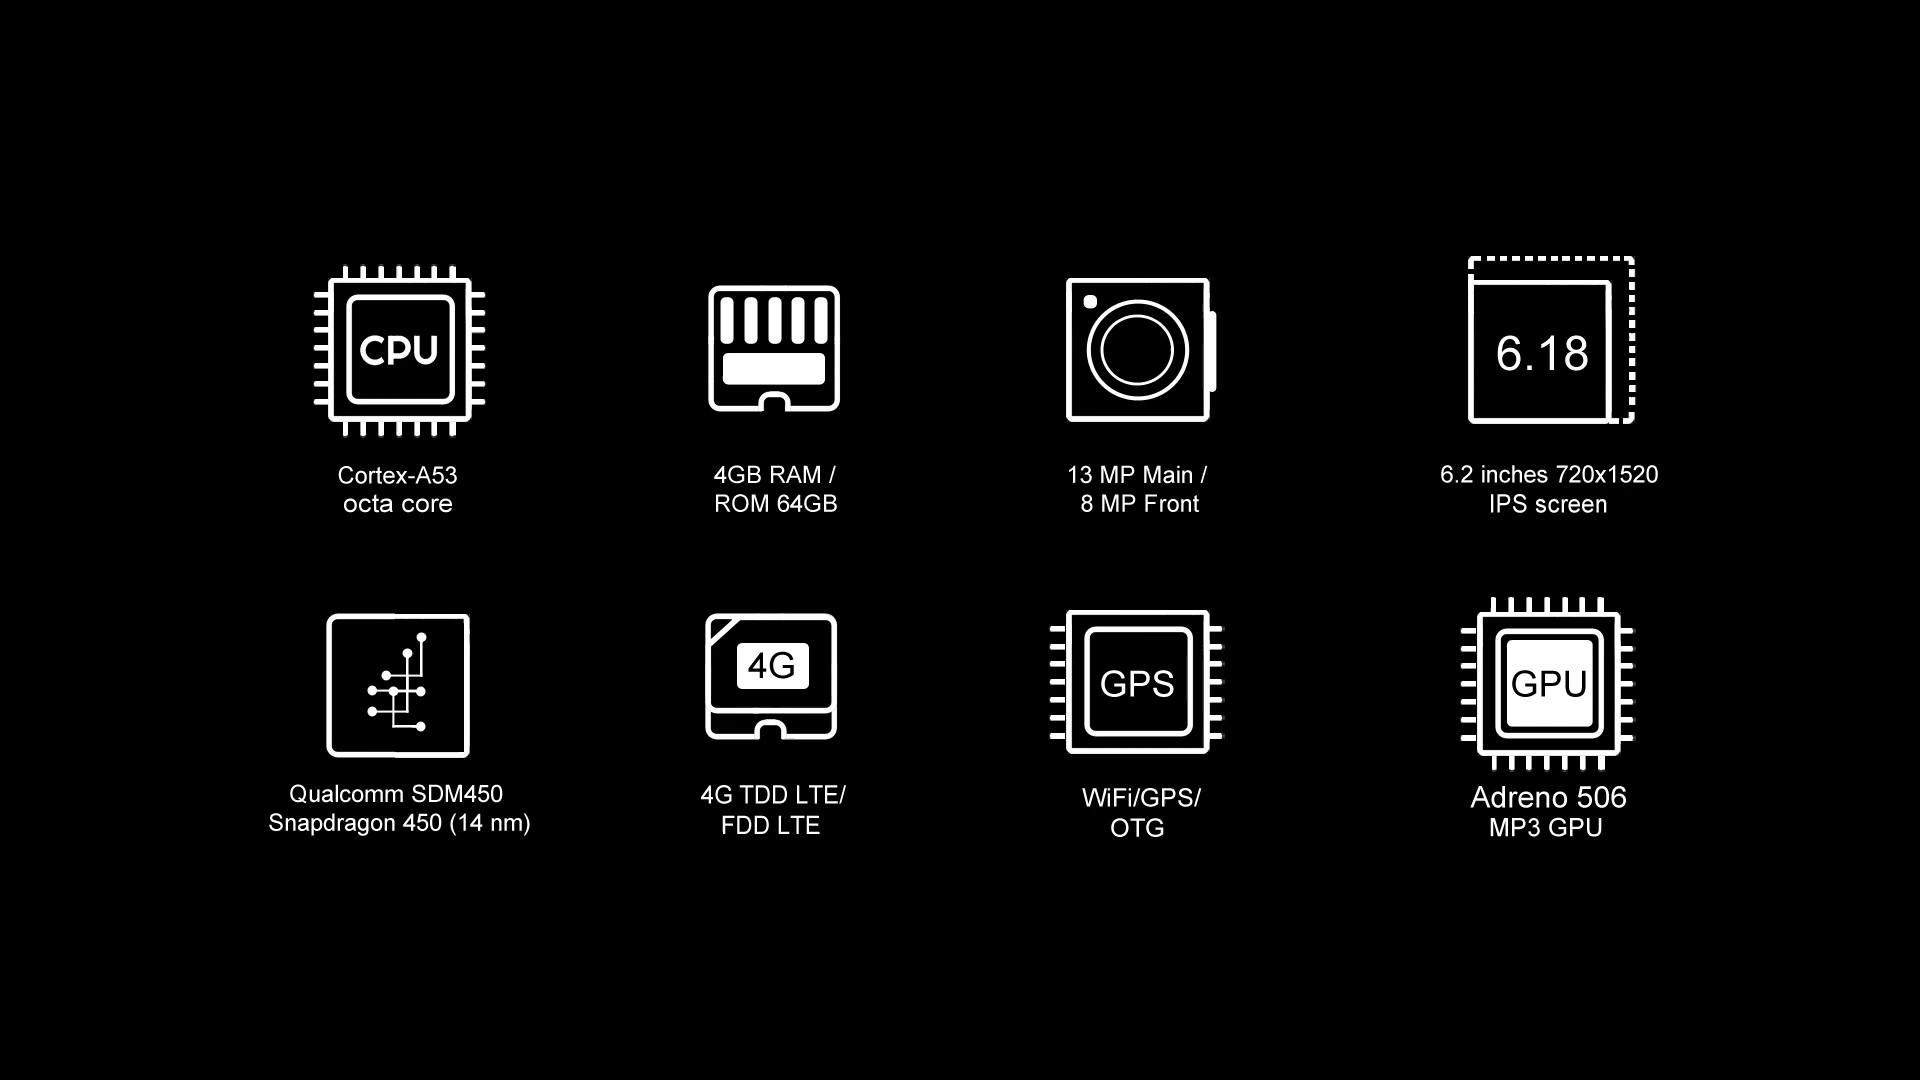 CPU
Cortex-A53
octa core
4GB RAM /
ROM 64GB
13 MP Main /
8 MP Front
6.18
6.2 inches 720x1520
IPS screen
Qualcomm SDM450
Snapdragon 450 (14 nm)
4G
4G TDD LTE/
FDD LTE
GPS
WiFi/GPS/
OTG
GPU
Adreno 506
MP3 GPU